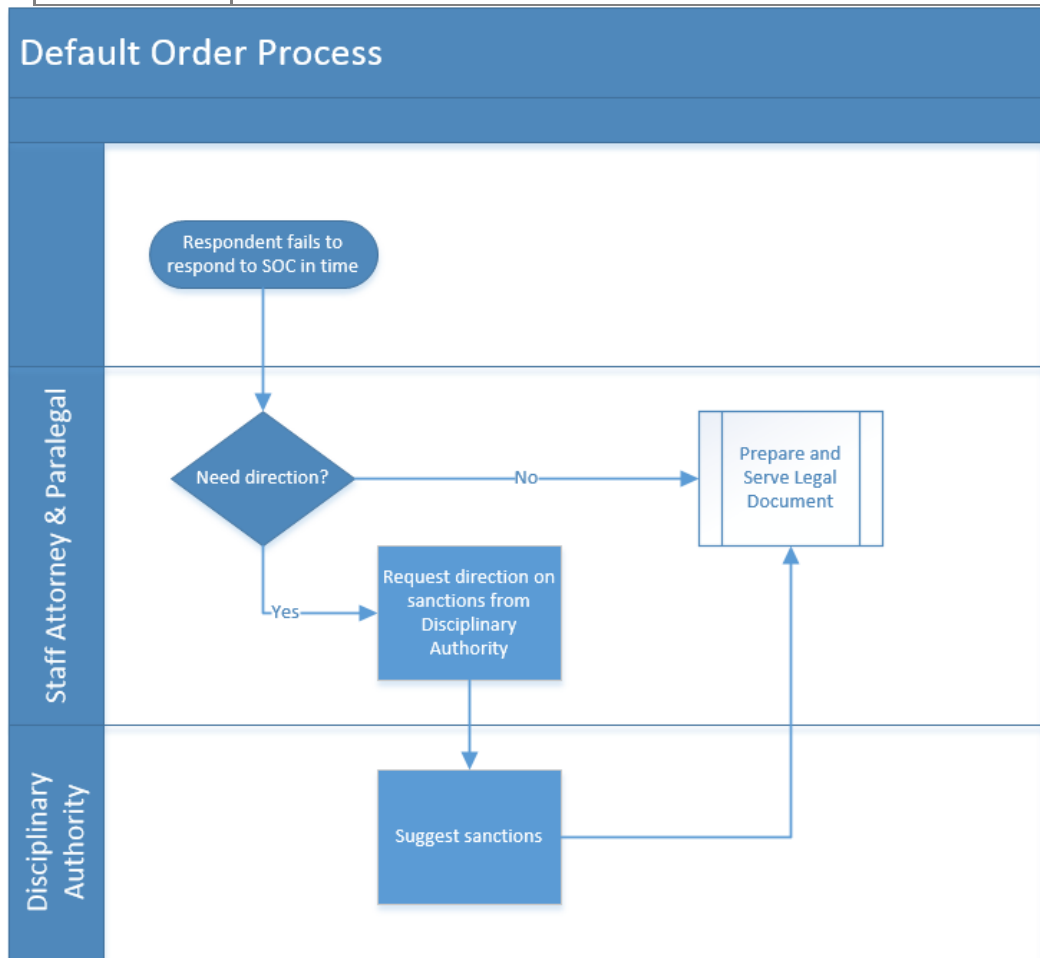 Default Order Process
Respondent fails to
respond to SOC in time
Staff Attorney & Paralegal
Need direction?
No
Prepare and
Serve Legal
Document
Yes
Request direction on
sanctions from
Disciplinary
Authority
Disciplinary
Authority
Suggest sanctions